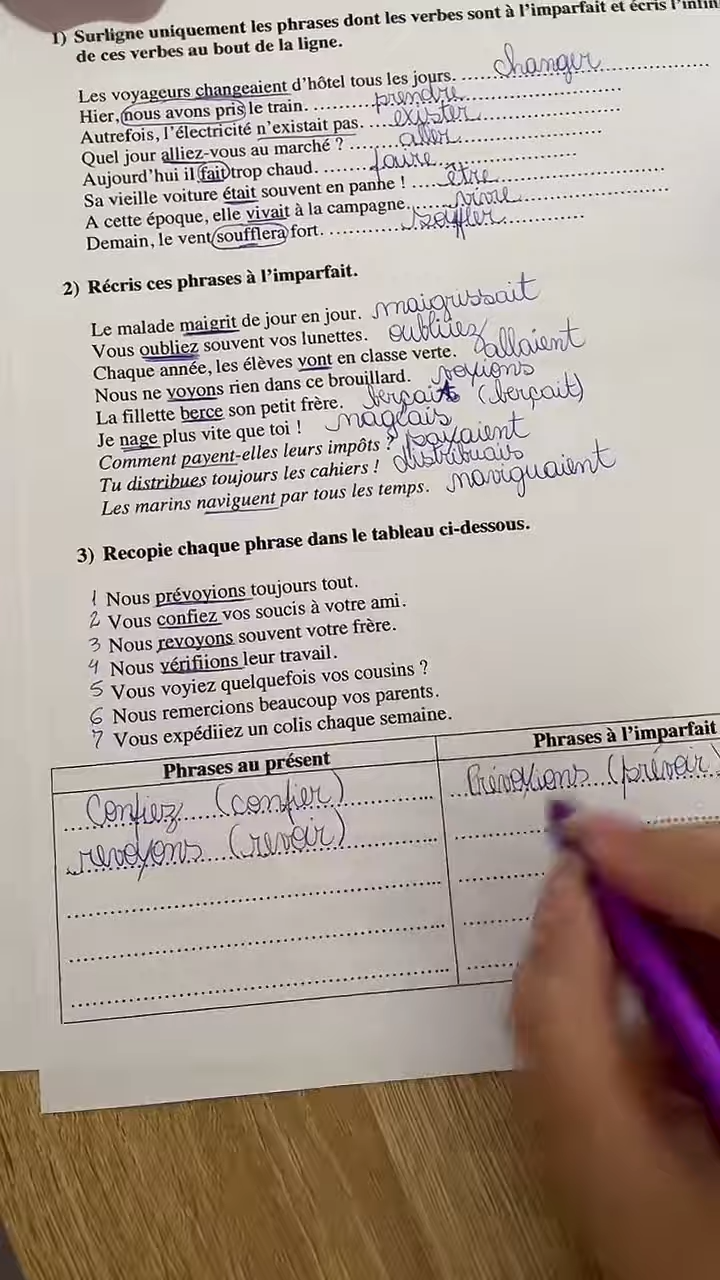 1) Surligne uniquement les phrases dont les verbes sont à l'imparfait et écris l'infin
de ces verbes au bout de la ligne.
Les voyageurs changeaient d'hôtel tous les jours. changer
Hier, nous avons pris le train. prendre
Autrefois, l'électricité n'existait pas. exister
Quel jour alliez-vous au marché ? aller
Aujourd'hui il fait trop chaud. faire
Sa vieille voiture était souvent en panhe ! être
A cette époque, elle vivait à la campagne. vivre
Demain, le vent soufflera fort.
2) Récris ces phrases à l'imparfait.
Le malade maigrit de jour en jour. maigrissait
Vous oubliez souvent vos lunettes. oubliiez
Chaque année, les élèves vont en classe verte. allaient
Nous ne voyons rien dans ce brouillard. voyions
La fillette berce son petit frère. berçait (berçait)
Je nage plus vite que toi ! nageais
Comment payent-elles leurs impôts ? payaient
Tu distribues toujours les cahiers ! distribuais
Les marins naviguent par tous les temps. naviguaient
3) Recopie chaque phrase dans le tableau ci-dessous.
1 Nous prévoyions toujours tout.
2 Vous confiez vos soucis à votre ami.
3 Nous revoyons souvent votre frère.
4 Nous vérifiions leur travail.
5 Vous voyiez quelquefois vos cousins ?
6 Nous remercions beaucoup vos parents.
7 Vous expédiiez un colis chaque semaine.
Phrases au présent Phrases à l'imparfait
Confiez (confier) Prévoyions (prévoir)
revoyons (revoir)